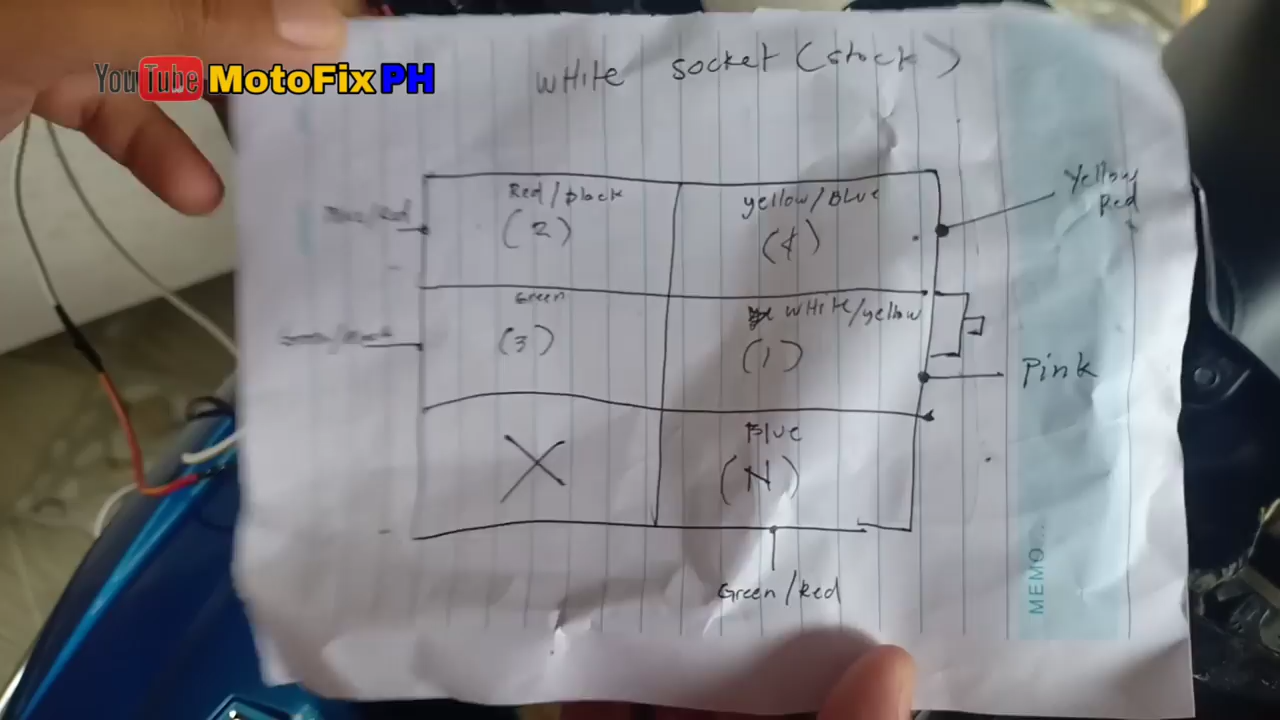 YouTube MotoFix PH
WHite socket (stock)
Red/black
(2)
yellow/BLUE
(4)
Yellow
Red
Green
(3)
WHite/yellow
(1)
Pink
X
BLUE
(N)
Green/Red
MEMO